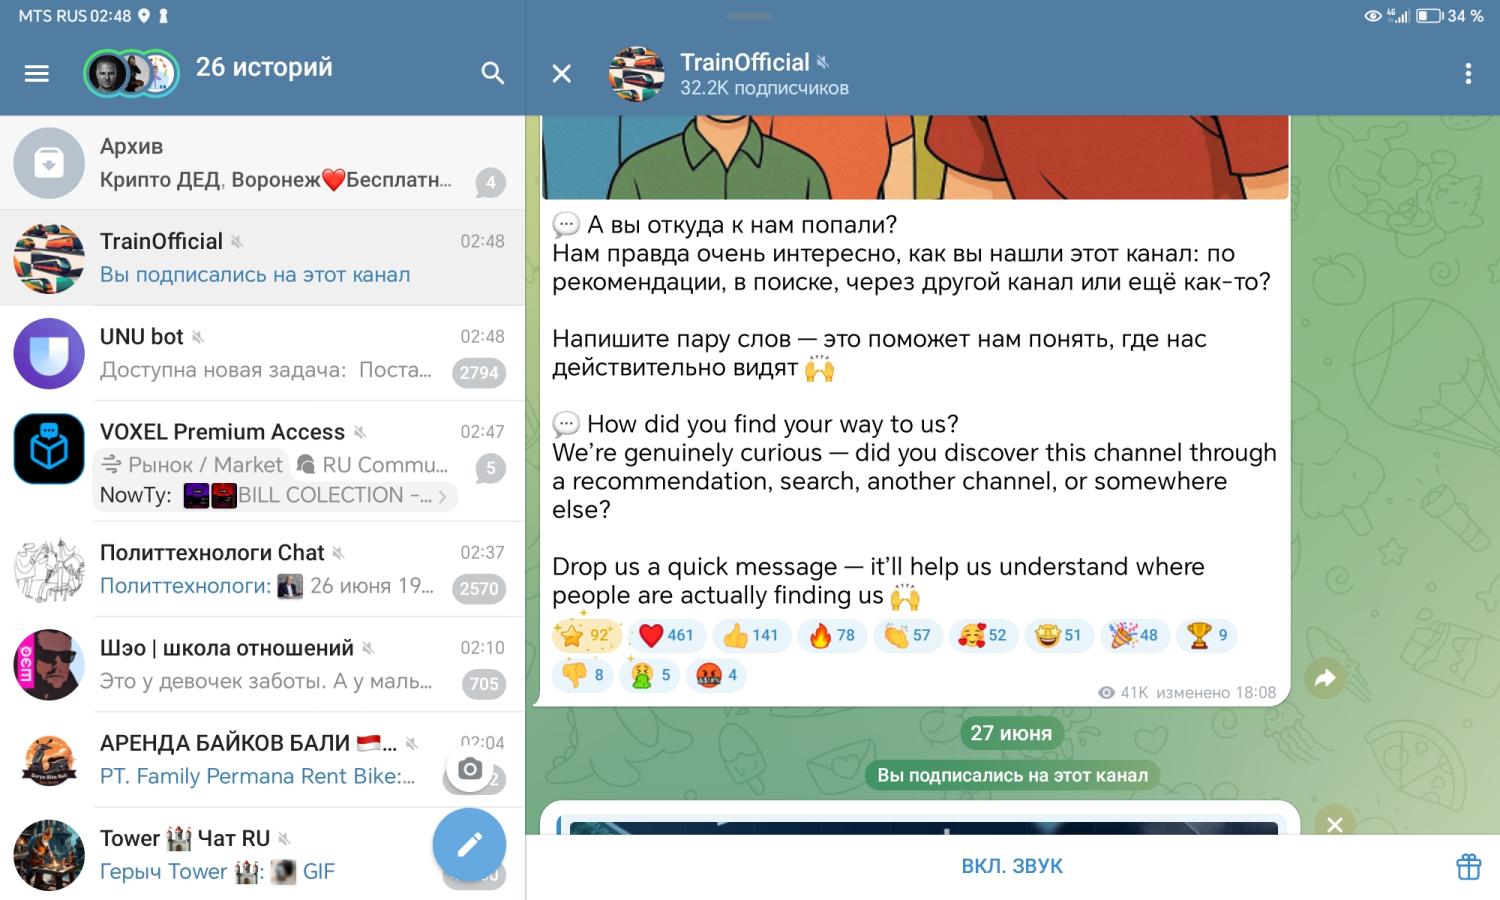 MTS RUS 02:48
4G 34 %
26 историй
TrainOfficial
32.2K подписчиков
Архив
Крипто ДЕД, Воронеж❤️Бесплатн...
4
TrainOfficial 02:48
Вы подписались на этот канал
UNU bot 02:48
Доступна новая задача: Поста...
2794
VOXEL Premium Access 02:47
Рынок / Market RU Commu...
5
NowTy: BILL COLECTION -...
Политтехнологи Chat 02:37
Политтехнологи: 26 июня 19...
2570
Шэо | школа отношений 02:10
Это у девочек заботы. А у маль...
705
АРЕНДА БАЙКОВ БАЛИ 🇮🇩... 02:04
PT. Family Permana Rent Bike:...
Tower 🏰 Чат RU
Герыч Tower 🏰: GIF
💬 А вы откуда к нам попали?
Нам правда очень интересно, как вы нашли этот канал: по
рекомендации, в поиске, через другой канал или ещё как-то?
Напишите пару слов — это поможет нам понять, где нас
действительно видят 🙌
💬 How did you find your way to us?
We’re genuinely curious — did you discover this channel through
a recommendation, search, another channel, or somewhere
else?
Drop us a quick message — it’ll help us understand where
people are actually finding us 🙌
⭐ 92 ❤️ 461 👍 141 🔥 78 👏 57 🥰 52 🤩 51 🎉 48 🏆 9
👎 8 🤮 5 🤬 4
41K изменено 18:08
27 июня
Вы подписались на этот канал
ВКЛ. ЗВУК